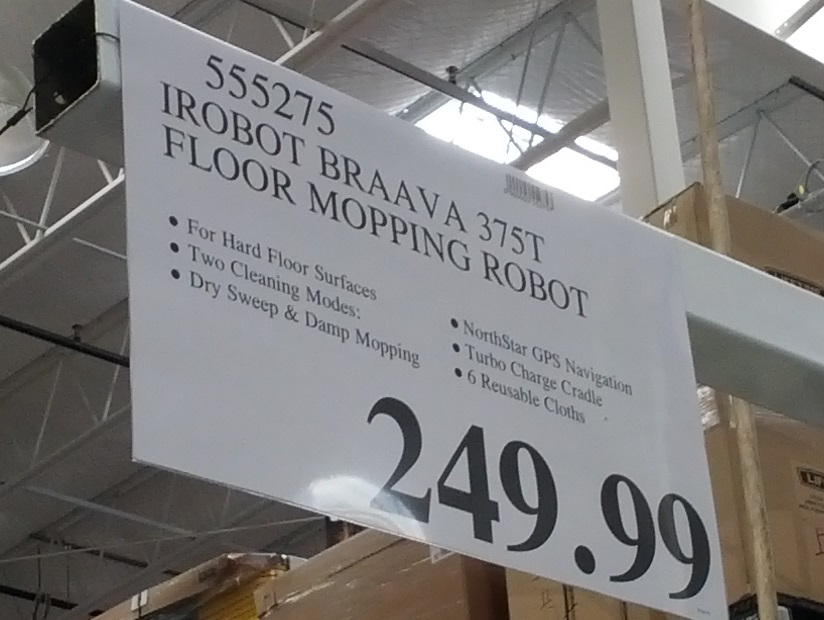 555275
IROBOT BRAAVA 375T
FLOOR MOPPING ROBOT
• For Hard Floor Surfaces
• Two Cleaning Modes:
• Dry Sweep & Damp Mopping
• NorthStar GPS Navigation
• Turbo Charge Cradle
• 6 Reusable Cloths
249.99